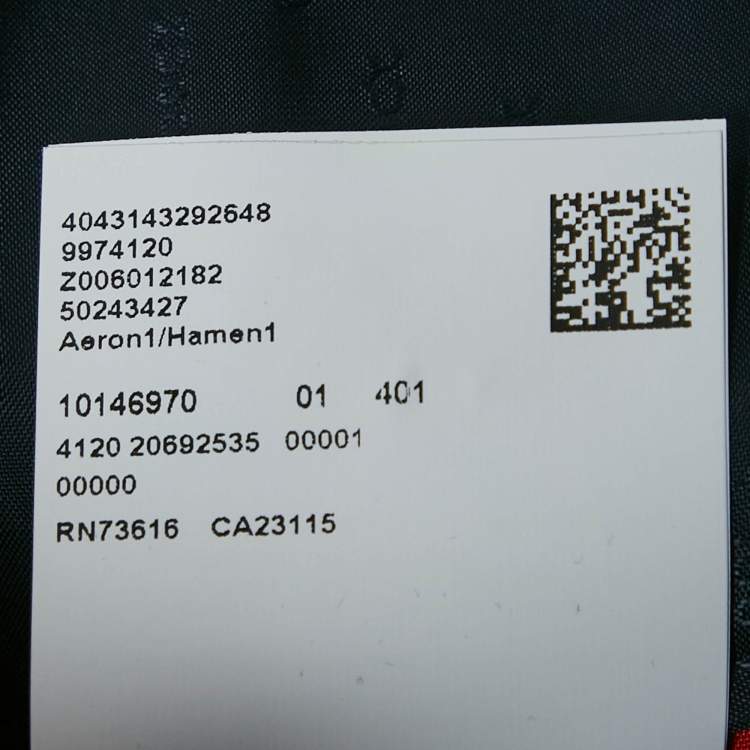 4043143292648
9974120
Z006012182
50243427
Aeron1/Hamen1
10146970 01 401
4120 20692535 00001
00000
RN73616 CA23115